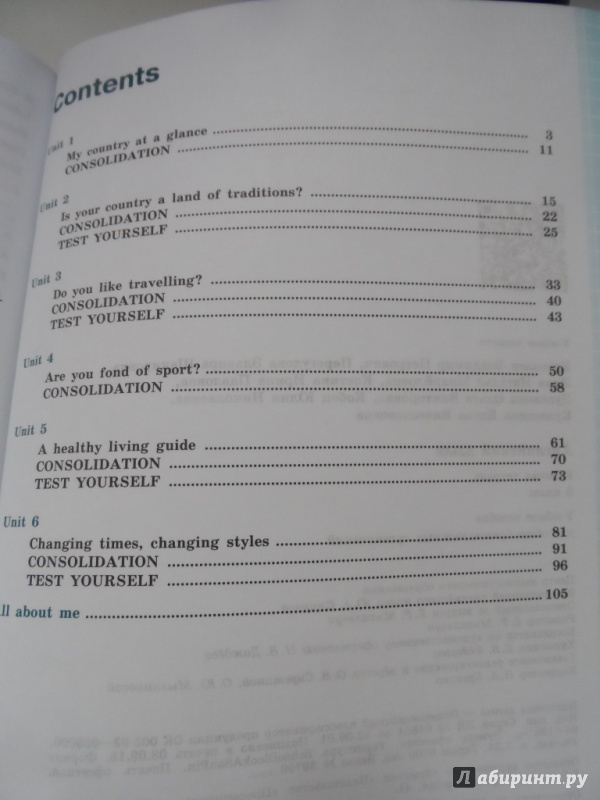 Contents
Unit 1
My country at a glance ........ 3
CONSOLIDATION ........ 11
Unit 2
Is your country a land of traditions? ........ 15
CONSOLIDATION ........ 22
TEST YOURSELF ........ 25
Unit 3
Do you like travelling? ........ 33
CONSOLIDATION ........ 40
TEST YOURSELF ........ 43
Unit 4
Are you fond of sport? ........ 50
CONSOLIDATION ........ 58
Unit 5
A healthy living guide ........ 61
CONSOLIDATION ........ 70
TEST YOURSELF ........ 73
Unit 6
Changing times, changing styles ........ 81
CONSOLIDATION ........ 91
TEST YOURSELF ........ 96
ll about me ........ 105
Лабиринт.ру